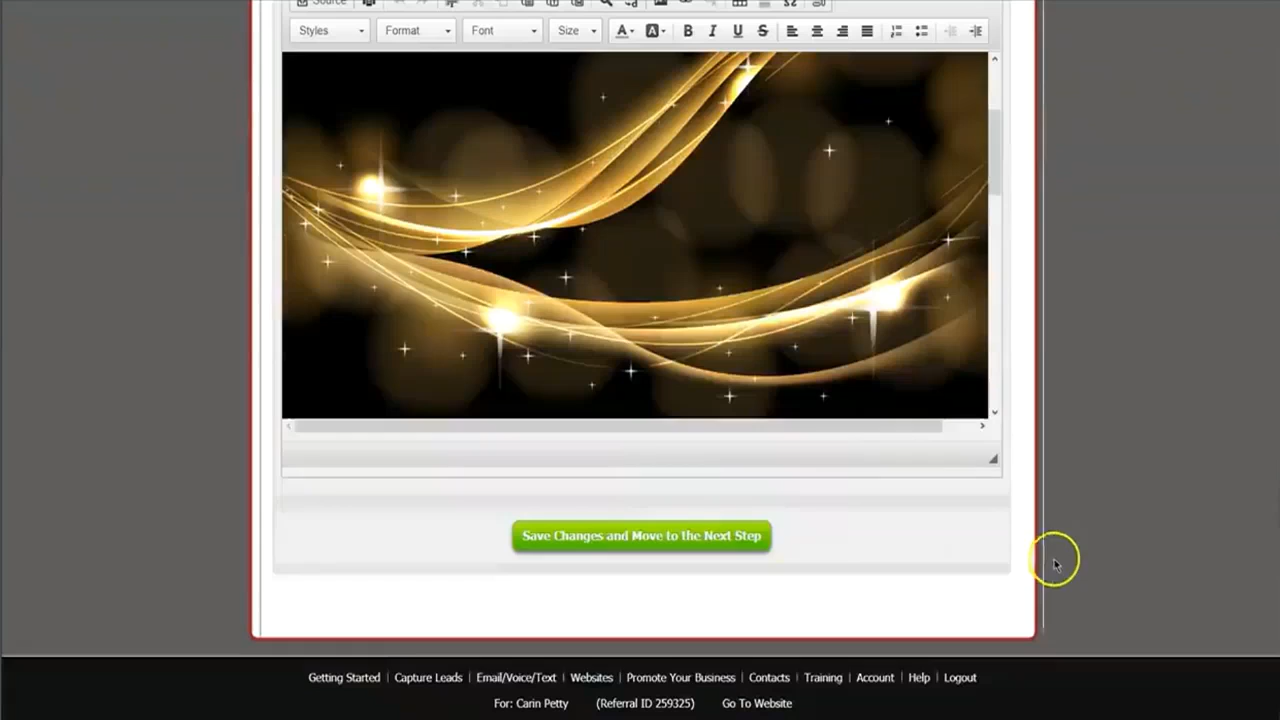 Source
Styles Format Font Size A A B I U S
Save Changes and Move to the Next Step
Getting Started Capture Leads Email/Voice/Text Websites Promote Your Business Contacts Training Account Help Logout
For: Carin Petty (Referral ID 259325) Go To Website